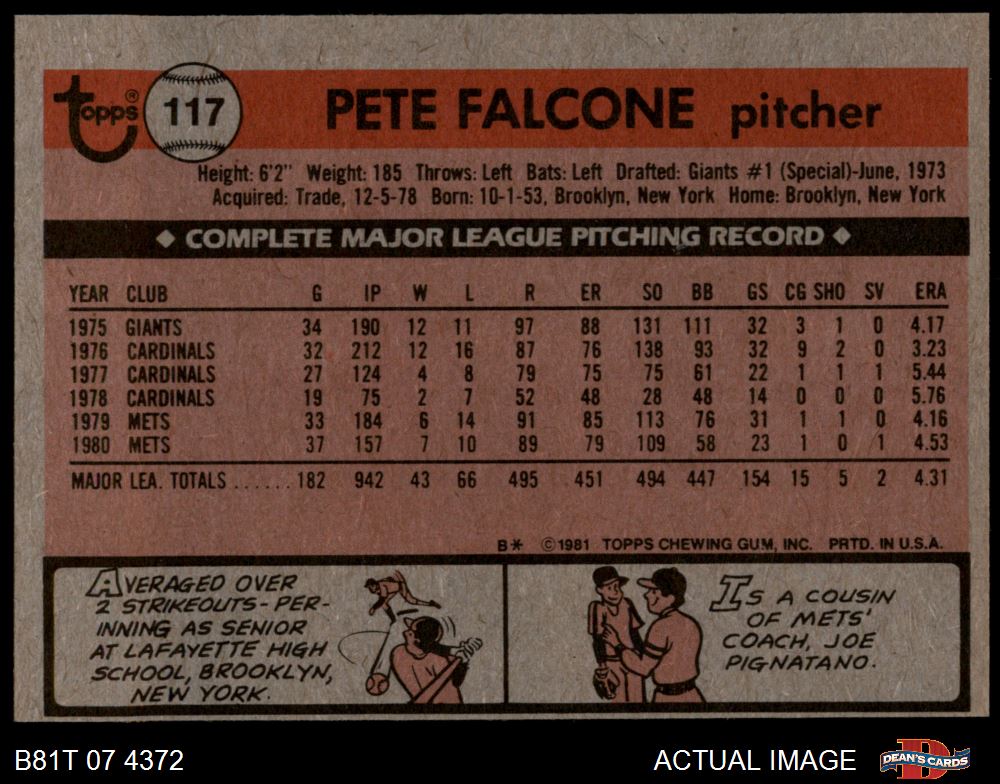 topps® 117 PETE FALCONE pitcher
Height: 6'2" Weight: 185 Throws: Left Bats: Left Drafted: Giants #1 (Special)-June, 1973
Acquired: Trade, 12-5-78 Born: 10-1-53, Brooklyn, New York Home: Brooklyn, New York
◆ COMPLETE MAJOR LEAGUE PITCHING RECORD ◆
YEAR CLUB G IP W L R ER SO BB GS CG SHO SV ERA
1975 GIANTS 34 190 12 11 97 88 131 111 32 3 1 0 4.17
1976 CARDINALS 32 212 12 16 87 76 138 93 32 9 2 0 3.23
1977 CARDINALS 27 124 4 8 79 75 75 61 22 1 1 1 5.44
1978 CARDINALS 19 75 2 7 52 48 28 48 14 0 0 0 5.76
1979 METS 33 184 6 14 91 85 113 76 31 1 1 0 4.16
1980 METS 37 157 7 10 89 79 109 58 23 1 0 1 4.53
MAJOR LEA. TOTALS ...... 182 942 43 66 495 451 494 447 154 15 5 2 4.31
B* ©1981 TOPPS CHEWING GUM, INC. PRTD. IN U.S.A.
AVERAGED OVER
2 STRIKEOUTS-PER-
INNING AS SENIOR
AT LAFAYETTE HIGH
SCHOOL, BROOKLYN,
NEW YORK.
IS A COUSIN
OF METS'
COACH, JOE
PIGNATANO.
B81T 07 4372 ACTUAL IMAGE D DEAN'S CARDS